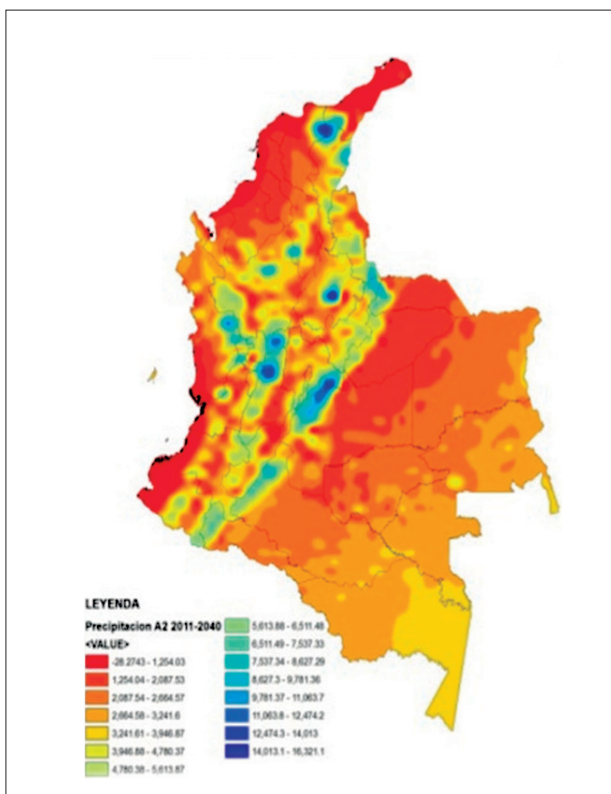 LEYENDA
Precipitacion A2 2011-2040
<VALUE>
-28.2743 - 1,254.03
1,254.04 - 2,087.53
2,087.54 - 2,664.57
2,664.58 - 3,241.6
3,241.61 - 3,946.87
3,946.88 - 4,780.37
4,780.38 - 5,613.87
5,613.88 - 6,511.48
6,511.49 - 7,537.33
7,537.34 - 8,627.29
8,627.3 - 9,781.36
9,781.37 - 11,063.7
11,063.8 - 12,474.2
12,474.3 - 14,013
14,013.1 - 16,321.1